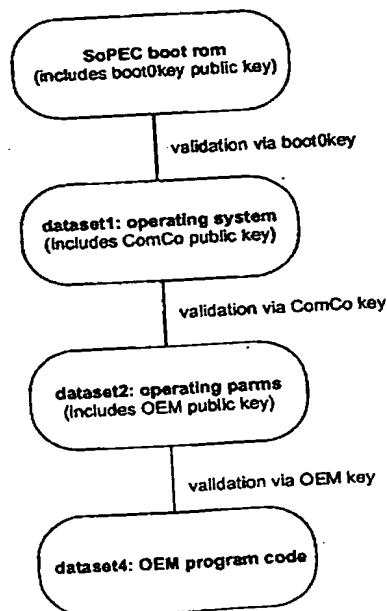 SoPEC boot rom
(includes boot0key public key)
validation via boot0key
dataset1: operating system
(includes ComCo public key)
validation via ComCo key
dataset2: operating parms
(includes OEM public key)
validation via OEM key
dataset4: OEM program code